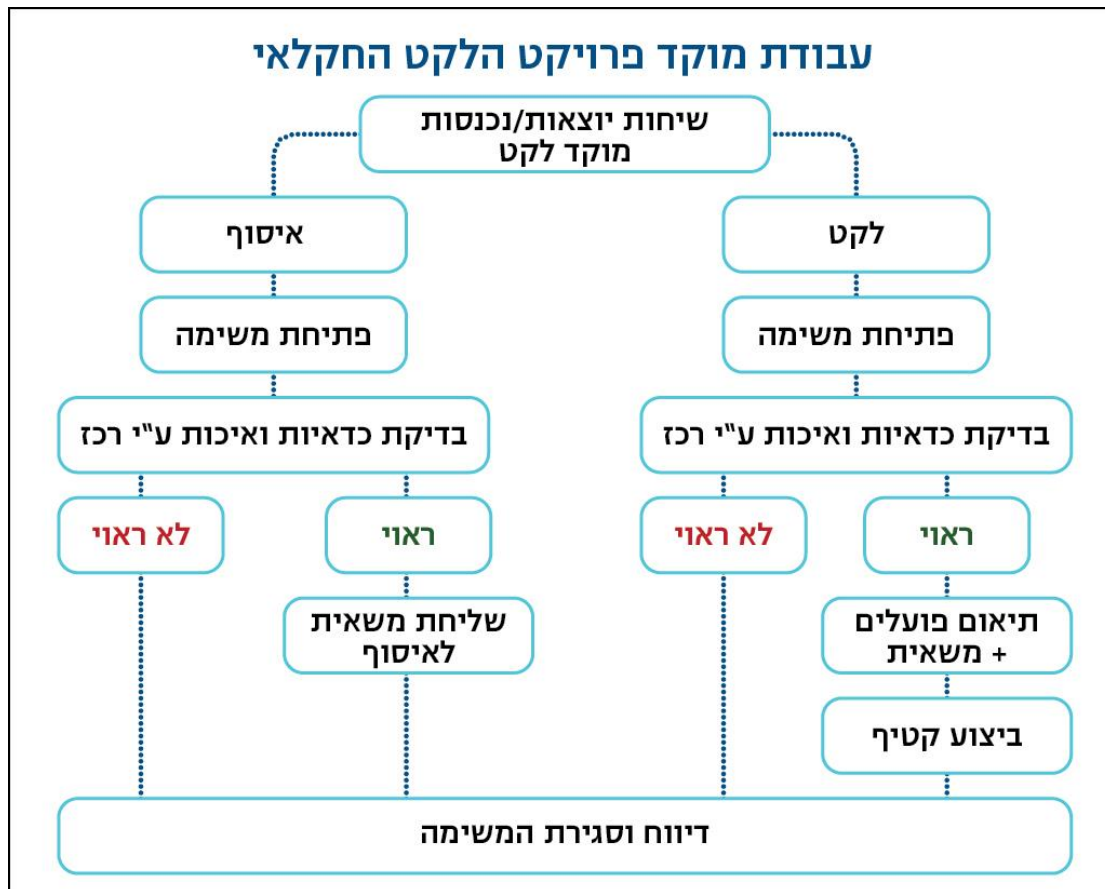 עבודת מוקד פרויקט הלקט החקלאי
שיחות יוצאות/נכנסות
מוקד לקט
לקט
איסוף
פתיחת משימה
פתיחת משימה
בדיקת כדאיות ואיכות ע"י רכז
בדיקת כדאיות ואיכות ע"י רכז
ראוי
לא ראוי
ראוי
לא ראוי
תיאום פועלים
+ משאית
שליחת משאית
לאיסוף
ביצוע קטיף
דיווח וסגירת המשימה